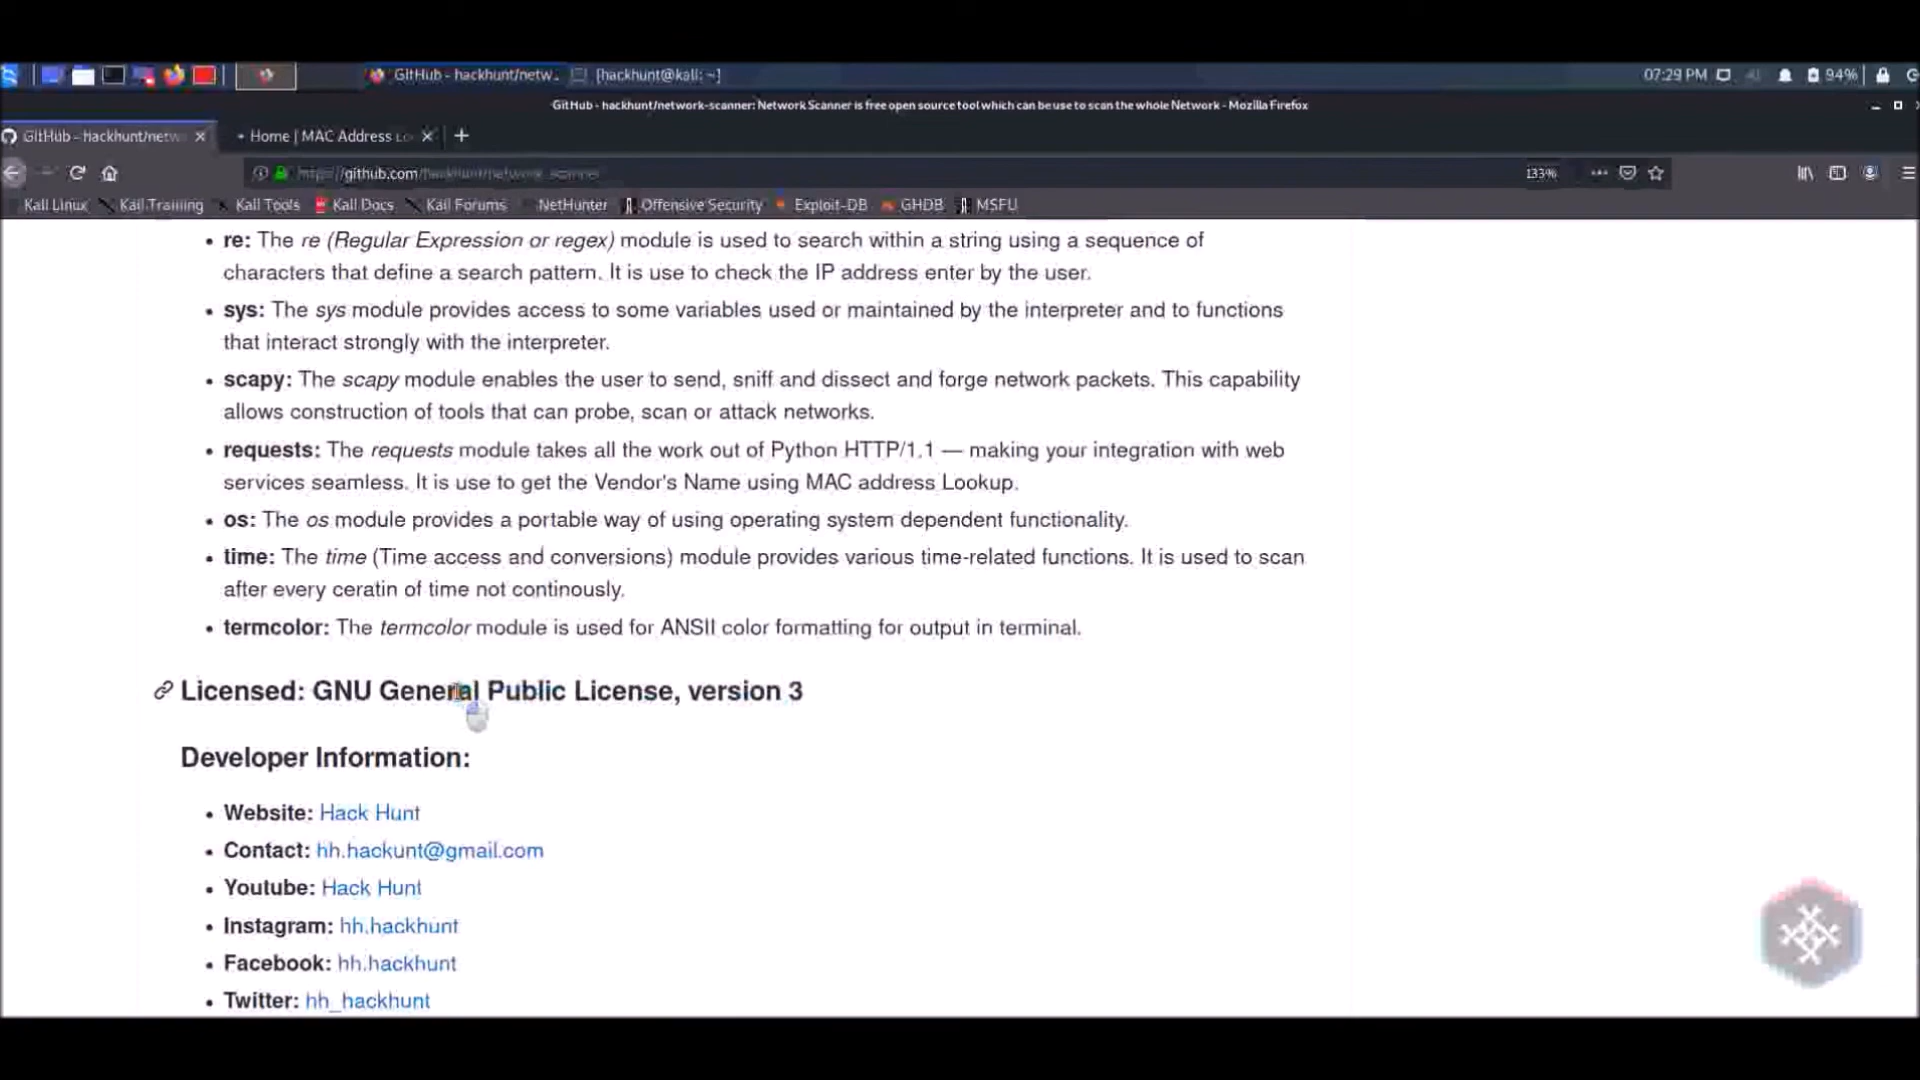 GitHub - hackhunt/netw.. [hackhunt@kali: ~] 07:29 PM 94%
GitHub - hackhunt/network-scanner: Network Scanner is free open source tool which can be use to scan the whole Network - Mozilla Firefox
GitHub - hackhunt/netw Home | MAC Address Lo
https://github.com/hackhunt/network_scanner 133%
Kali Linux Kali Training Kali Tools Kali Docs Kali Forums NetHunter Offensive Security Exploit-DB GHDB MSFU
re: The re (Regular Expression or regex) module is used to search within a string using a sequence of
characters that define a search pattern. It is use to check the IP address enter by the user.
sys: The sys module provides access to some variables used or maintained by the interpreter and to functions
that interact strongly with the interpreter.
scapy: The scapy module enables the user to send, sniff and dissect and forge network packets. This capability
allows construction of tools that can probe, scan or attack networks.
requests: The requests module takes all the work out of Python HTTP/1.1 — making your integration with web
services seamless. It is use to get the Vendor's Name using MAC address Lookup.
os: The os module provides a portable way of using operating system dependent functionality.
time: The time (Time access and conversions) module provides various time-related functions. It is used to scan
after every ceratin of time not continously.
termcolor: The termcolor module is used for ANSII color formatting for output in terminal.
Licensed: GNU General Public License, version 3
Developer Information:
Website: Hack Hunt
Contact: hh.hackunt@gmail.com
Youtube: Hack Hunt
Instagram: hh.hackhunt
Facebook: hh.hackhunt
Twitter: hh_hackhunt